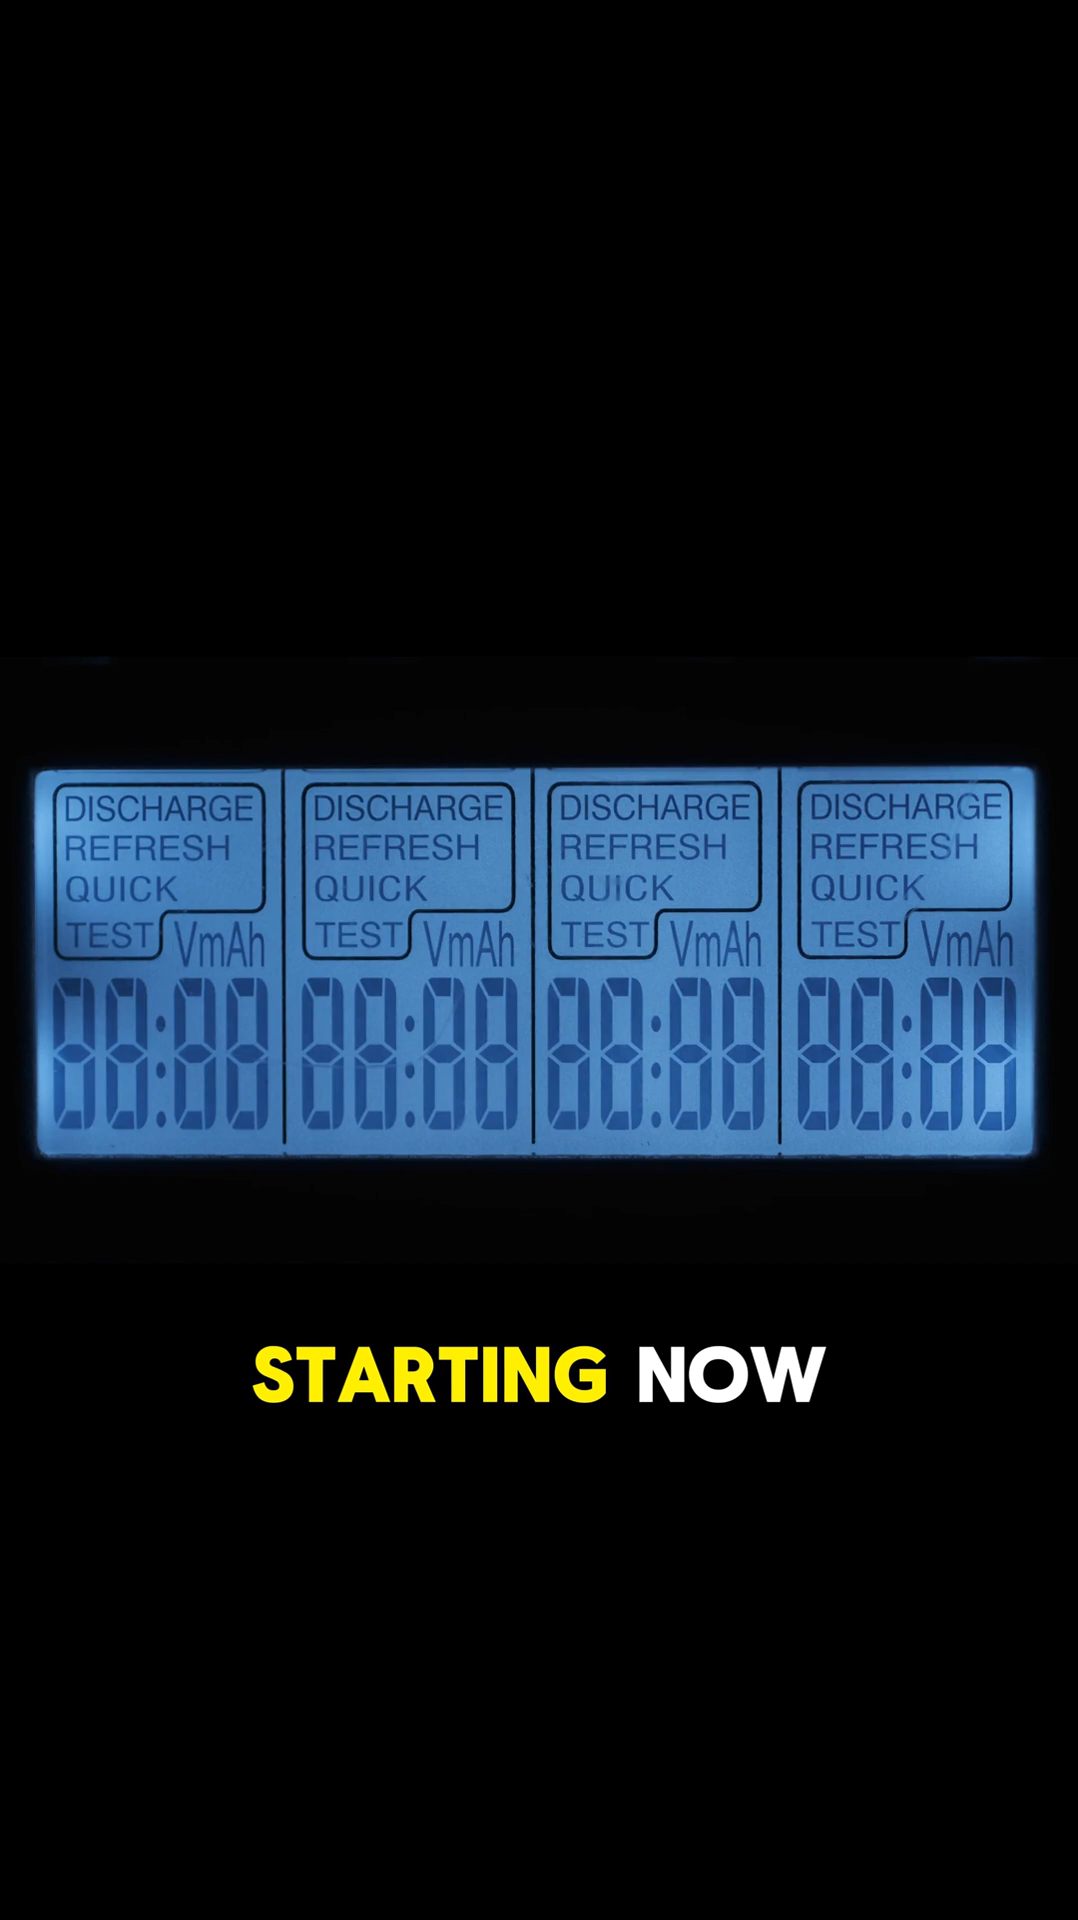 DISCHARGE DISCHARGE DISCHARGE DISCHARGE
REFRESH REFRESH REFRESH REFRESH
QUICK QUICK QUICK QUICK
TEST VmAh TEST VmAh TEST VmAh TEST VmAh
88:88 88:88 88:88 88:88
STARTING NOW